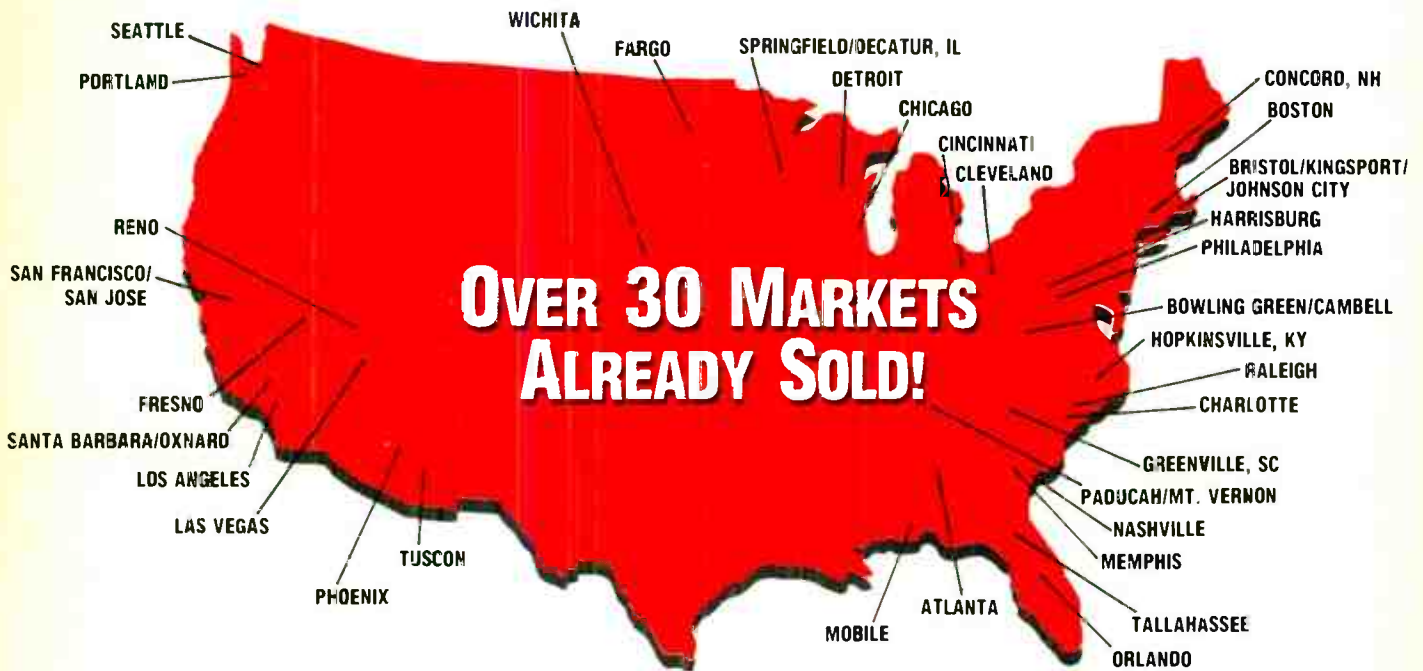 WICHITA
SEATTLE
FARGO
SPRINGFIELD/DECATUR, IL
PORTLAND
DETROIT
CONCORD, NH
CHICAGO
BOSTON
CINCINNATI
CLEVELAND
BRISTOL/KINGSPORT/
JOHNSON CITY
HARRISBURG
RENO
PHILADELPHIA
SAN FRANCISCO/
SAN JOSE
OVER 30 MARKETS
ALREADY SOLD!
BOWLING GREEN/CAMBELL
HOPKINSVILLE, KY
RALEIGH
FRESNO
CHARLOTTE
SANTA BARBARA/OXNARD
GREENVILLE, SC
LOS ANGELES
PADUCAH/MT. VERNON
LAS VEGAS
NASHVILLE
TUSCON
MEMPHIS
PHOENIX
ATLANTA
TALLAHASSEE
MOBILE
ORLANDO